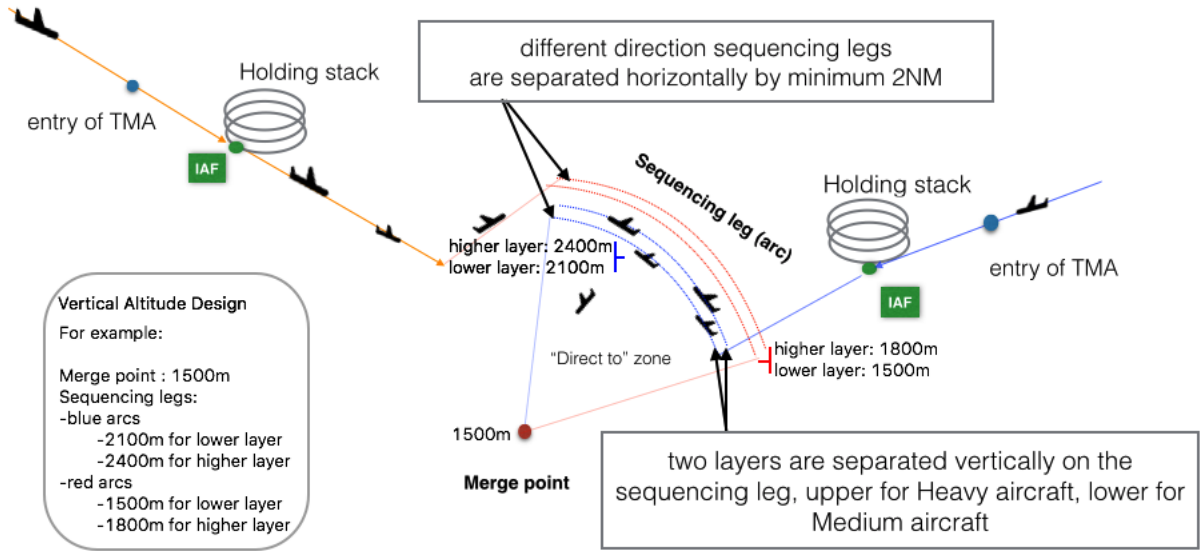 different direction sequencing legs
are separated horizontally by minimum 2NM
Holding stack
entry of TMA
IAF
Sequencing leg (arc)
Holding stack
higher layer: 2400m
lower layer: 2100m
entry of TMA
IAF
Vertical Altitude Design
For example:
Merge point : 1500m
Sequencing legs:
-blue arcs
-2100m for lower layer
-2400m for higher layer
-red arcs
-1500m for lower layer
-1800m for higher layer
"Direct to" zone
higher layer: 1800m
lower layer: 1500m
1500m
Merge point
two layers are separated vertically on the
sequencing leg, upper for Heavy aircraft, lower for
Medium aircraft